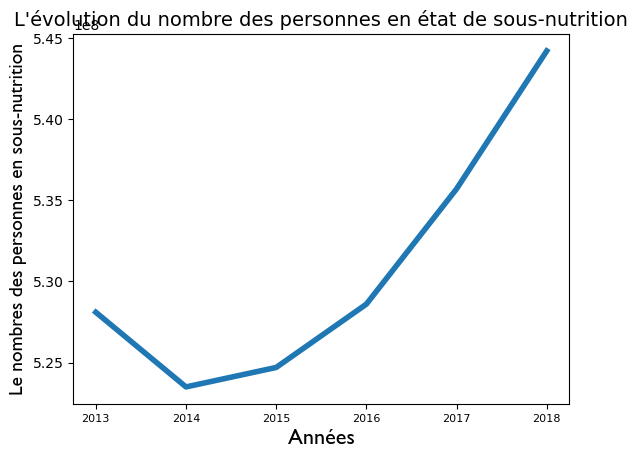 L'évolution du nombre des personnes en état de sous-nutrition
1e8
5.45
5.40
5.35
5.30
5.25
Le nombres des personnes en sous-nutrition
2013 2014 2015 2016 2017 2018
Années